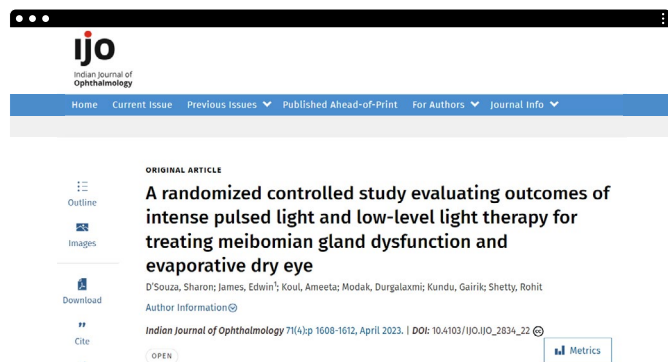 ijo
Indian Journal of
Ophthalmology
Home Current Issue Previous Issues Published Ahead-of-Print For Authors Journal Info
ORIGINAL ARTICLE
A randomized controlled study evaluating outcomes of
intense pulsed light and low-level light therapy for
treating meibomian gland dysfunction and
evaporative dry eye
D'Souza, Sharon; James, Edwin1; Koul, Ameeta; Modak, Durgalaxmi; Kundu, Gairik; Shetty, Rohit
Author Information
Indian Journal of Ophthalmology 71(4):p 1608-1612, April 2023. | DOI: 10.4103/IJO.IJO_2834_22 cc
OPEN
Outline
Images
Download
Cite
Metrics